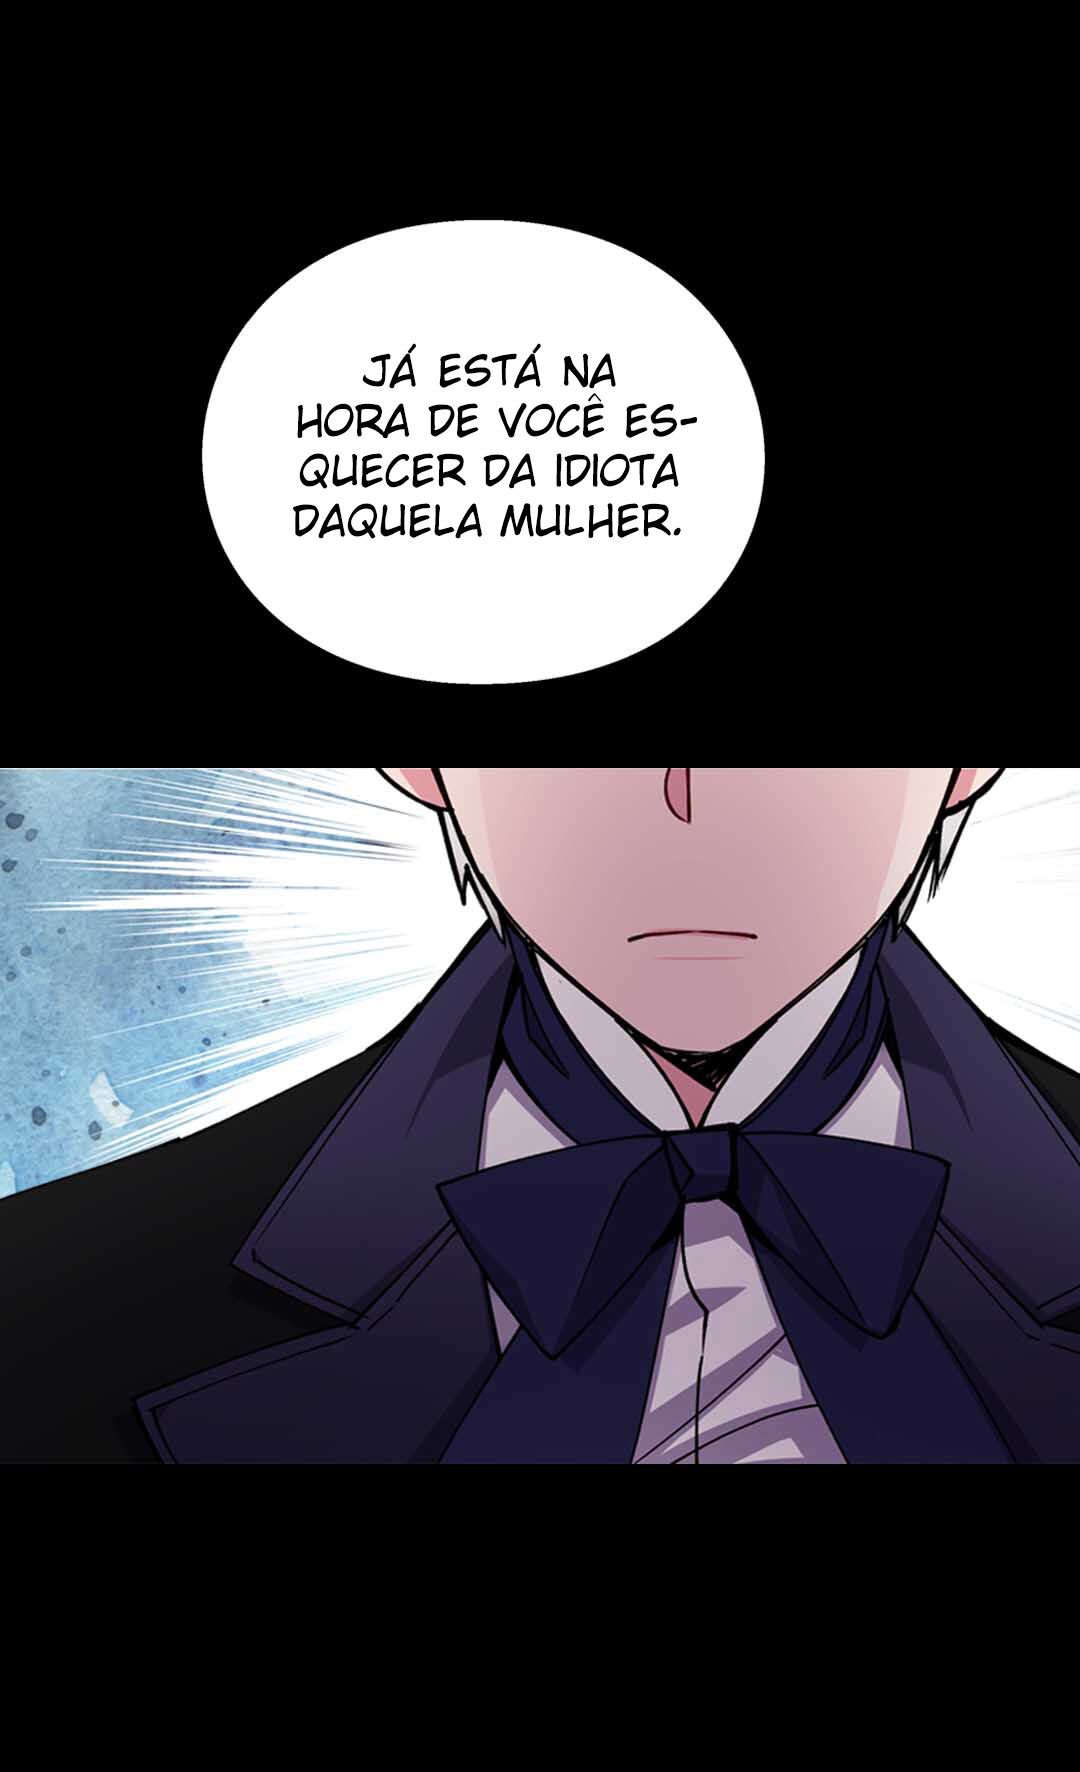 JÁ ESTÁ NA
HORA DE VOCÊ ES-
QUECER DA IDIOTA
DAQUELA MULHER.